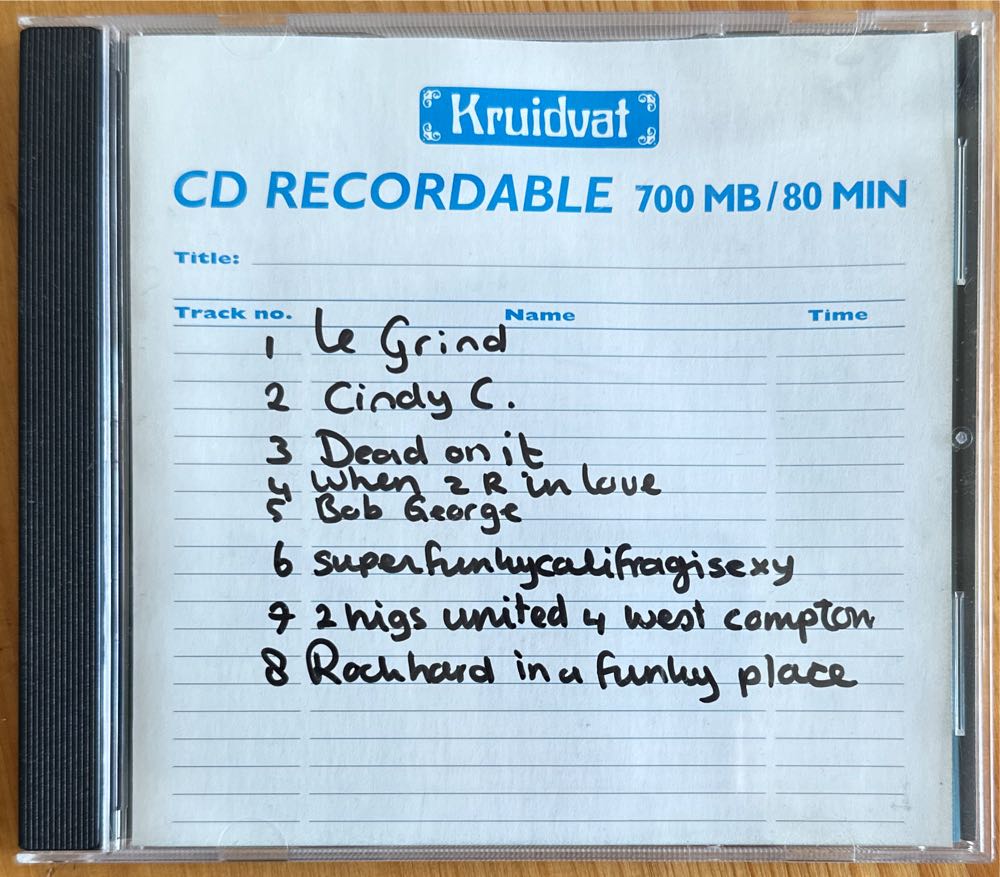 Kruidvat
CD RECORDABLE 700 MB/80 MIN
Title:
Track no. Name Time
1 Le Grind
2 Cindy C.
3 Dead on it
4 When 2 R in love
5 Bob George
6 superfunkycalifragisexy
7 2 nigs united 4 west compton
8 Rockhard in a funky place